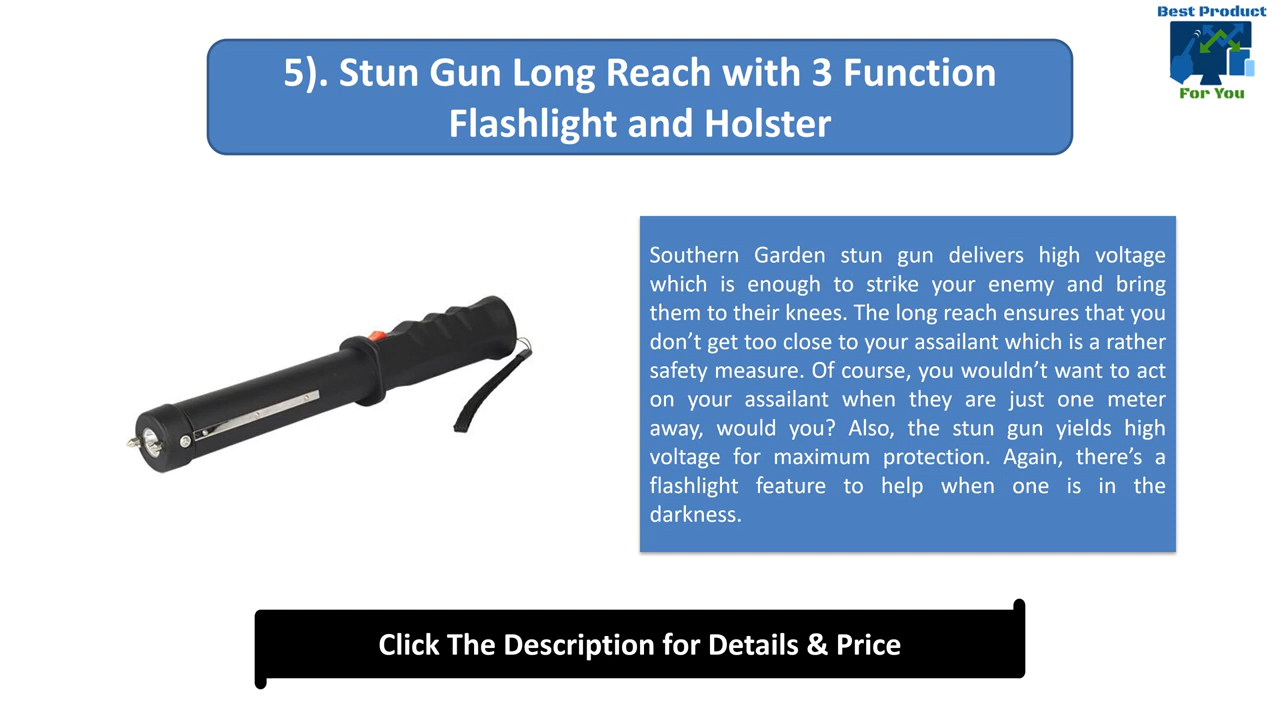 Best Product
For You
5). Stun Gun Long Reach with 3 Function
Flashlight and Holster
Southern Garden stun gun delivers high voltage
which is enough to strike your enemy and bring
them to their knees. The long reach ensures that you
don’t get too close to your assailant which is a rather
safety measure. Of course, you wouldn’t want to act
on your assailant when they are just one meter
away, would you? Also, the stun gun yields high
voltage for maximum protection. Again, there’s a
flashlight feature to help when one is in the
darkness.
Click The Description for Details & Price